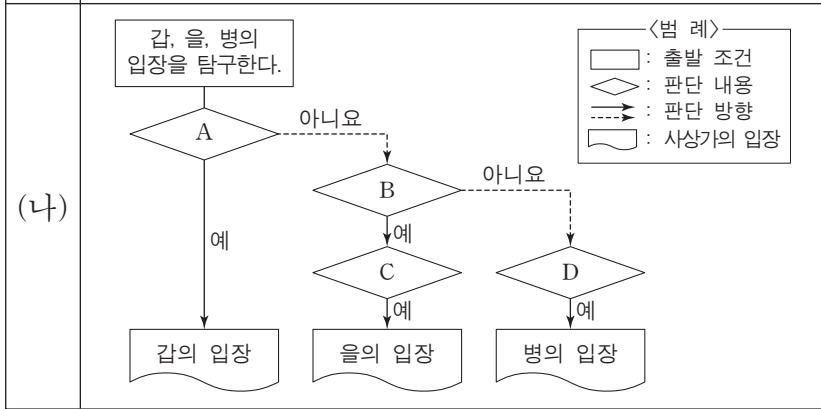 (나)
갑, 을, 병의
입장을 탐구한다.
〈범 례〉
: 출발 조건
: 판단 내용
: 판단 방향
: 사상가의 입장
A
아니요
B
아니요
예
예
C
D
예
예
갑의 입장
을의 입장
병의 입장